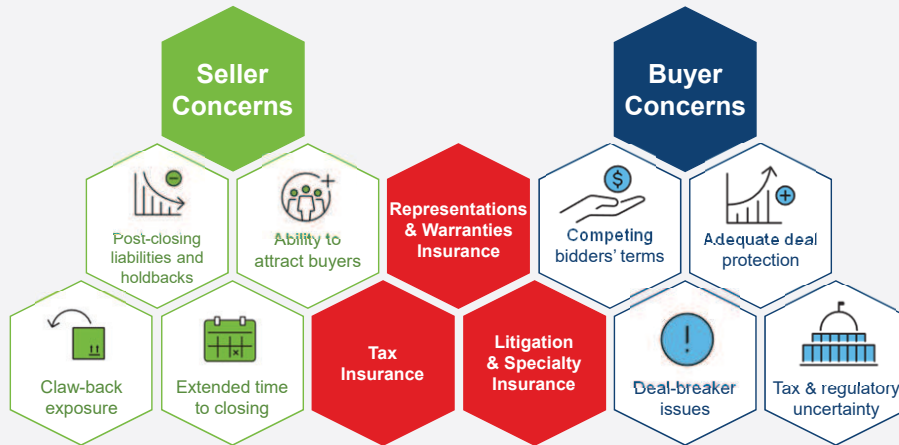 Seller
Concerns
Buyer
Concerns
Post-closing
liabilities and
holdbacks
Ability to
attract buyers
Representations
& Warranties
Insurance
$
Competing
bidders' terms
Adequate deal
protection
Claw-back
exposure
Extended time
to closing
Tax
Insurance
Litigation
& Specialty
Insurance
!
Deal-breaker
issues
Tax & regulatory
uncertainty